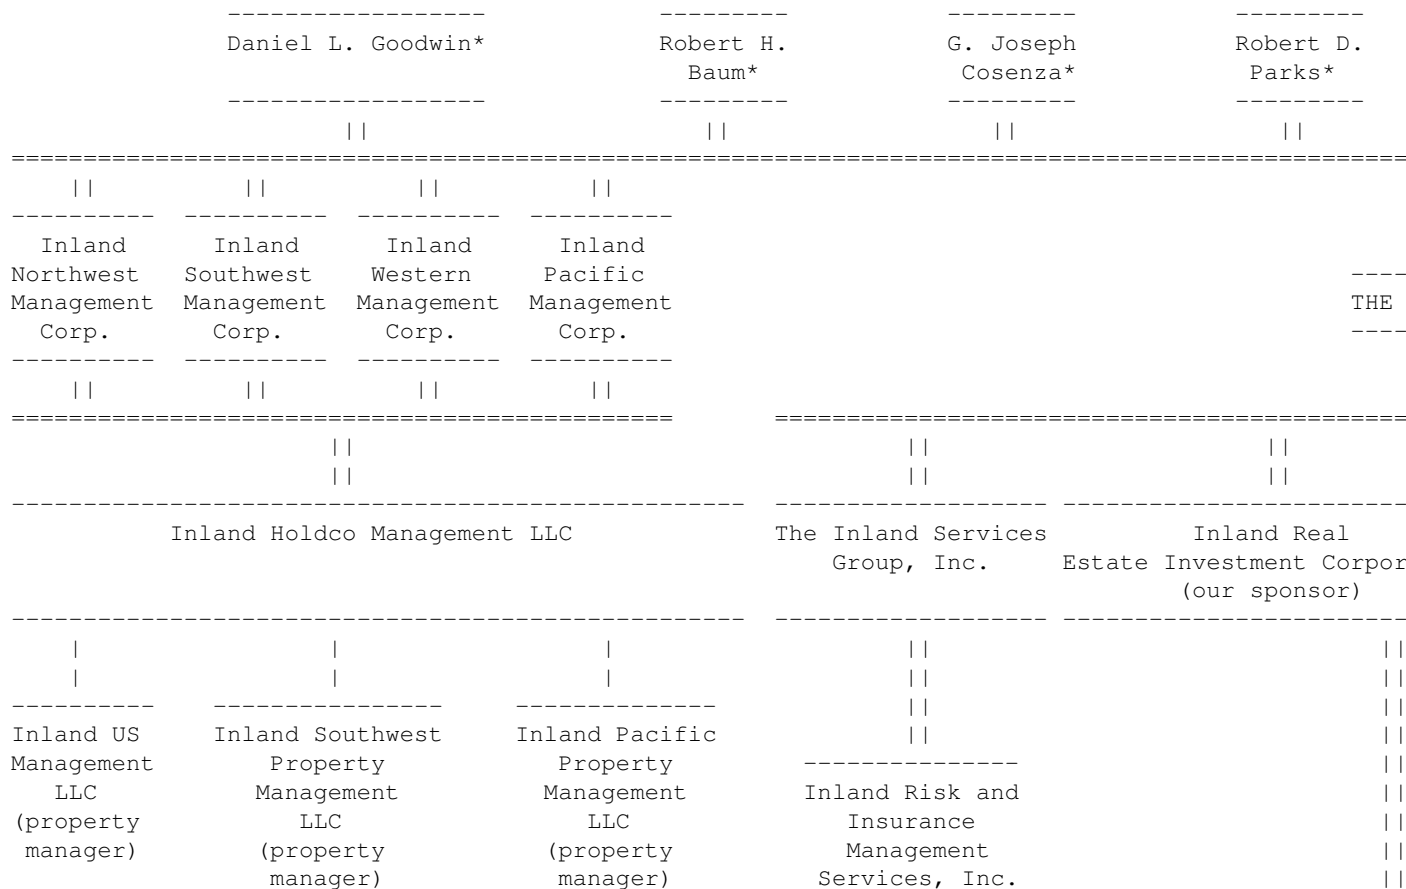 Daniel L. Goodwin* Robert H. G. Joseph Robert D.
Baum* Cosenza* Parks*
Inland Inland Inland Inland
Northwest Southwest Western Pacific
Management Management Management Management THE
Corp. Corp. Corp. Corp.
Inland Holdco Management LLC The Inland Services Inland Real
Group, Inc. Estate Investment Corpor
(our sponsor)
Inland US Inland Southwest Inland Pacific
Management Property Property
LLC Management Management Inland Risk and
(property LLC LLC Insurance
manager) (property (property Management
manager) manager) Services, Inc.